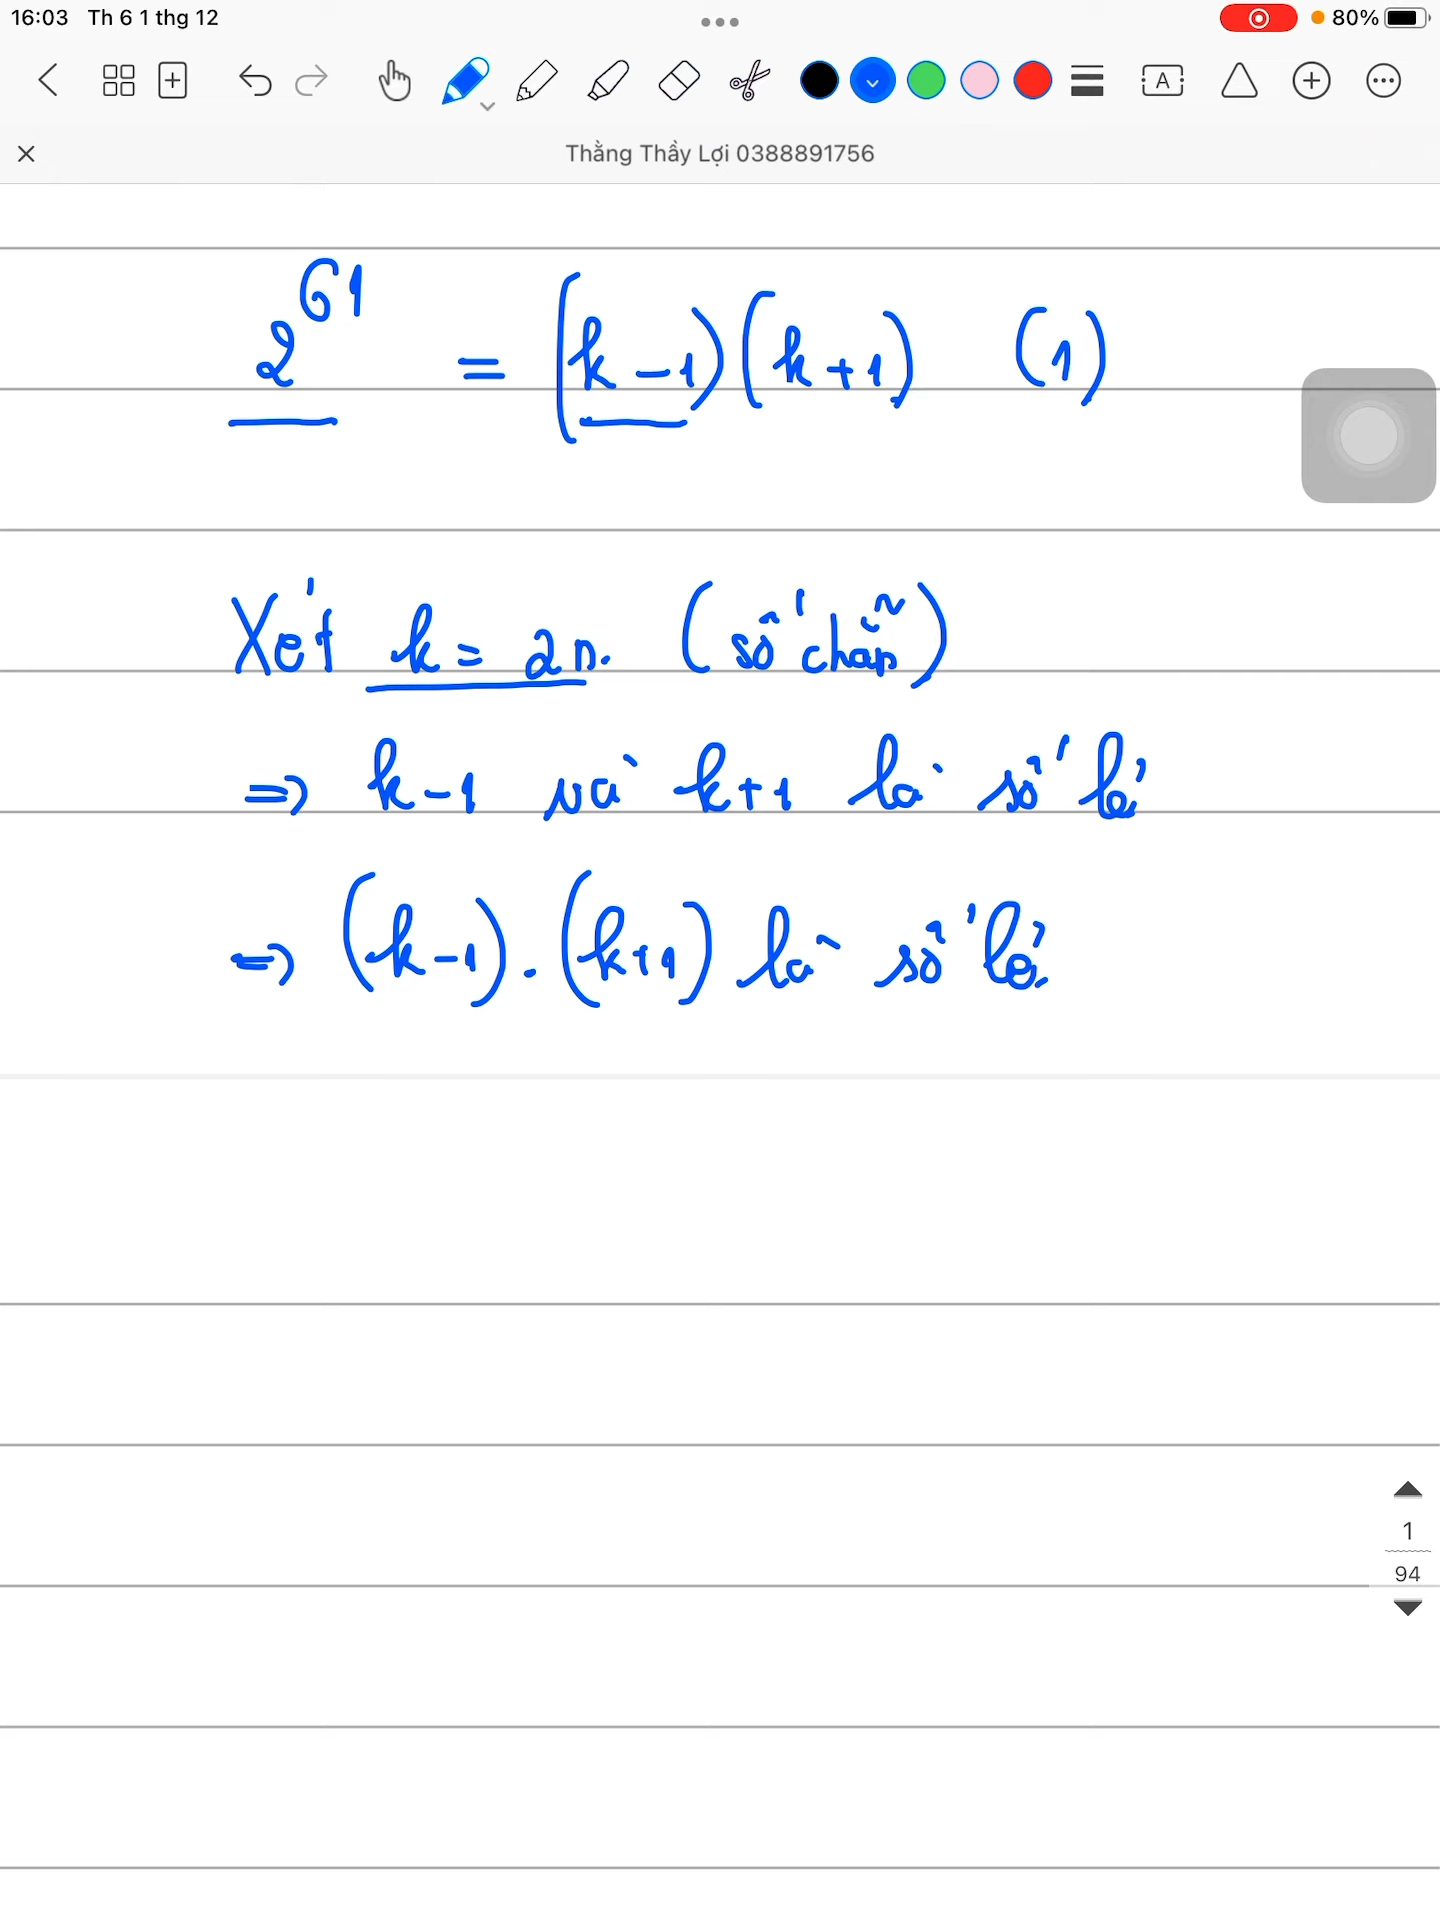 16:03 Th 6 1 thg 12 80%
A
Thằng Thầy Lợi 0388891756
2^61 = (k-1)(k+1) (1)
Xét k = 2n. (số chẵn)
=> k-1 và k+1 là số lẻ
=> (k-1).(k+1) là số lẻ.
1
94